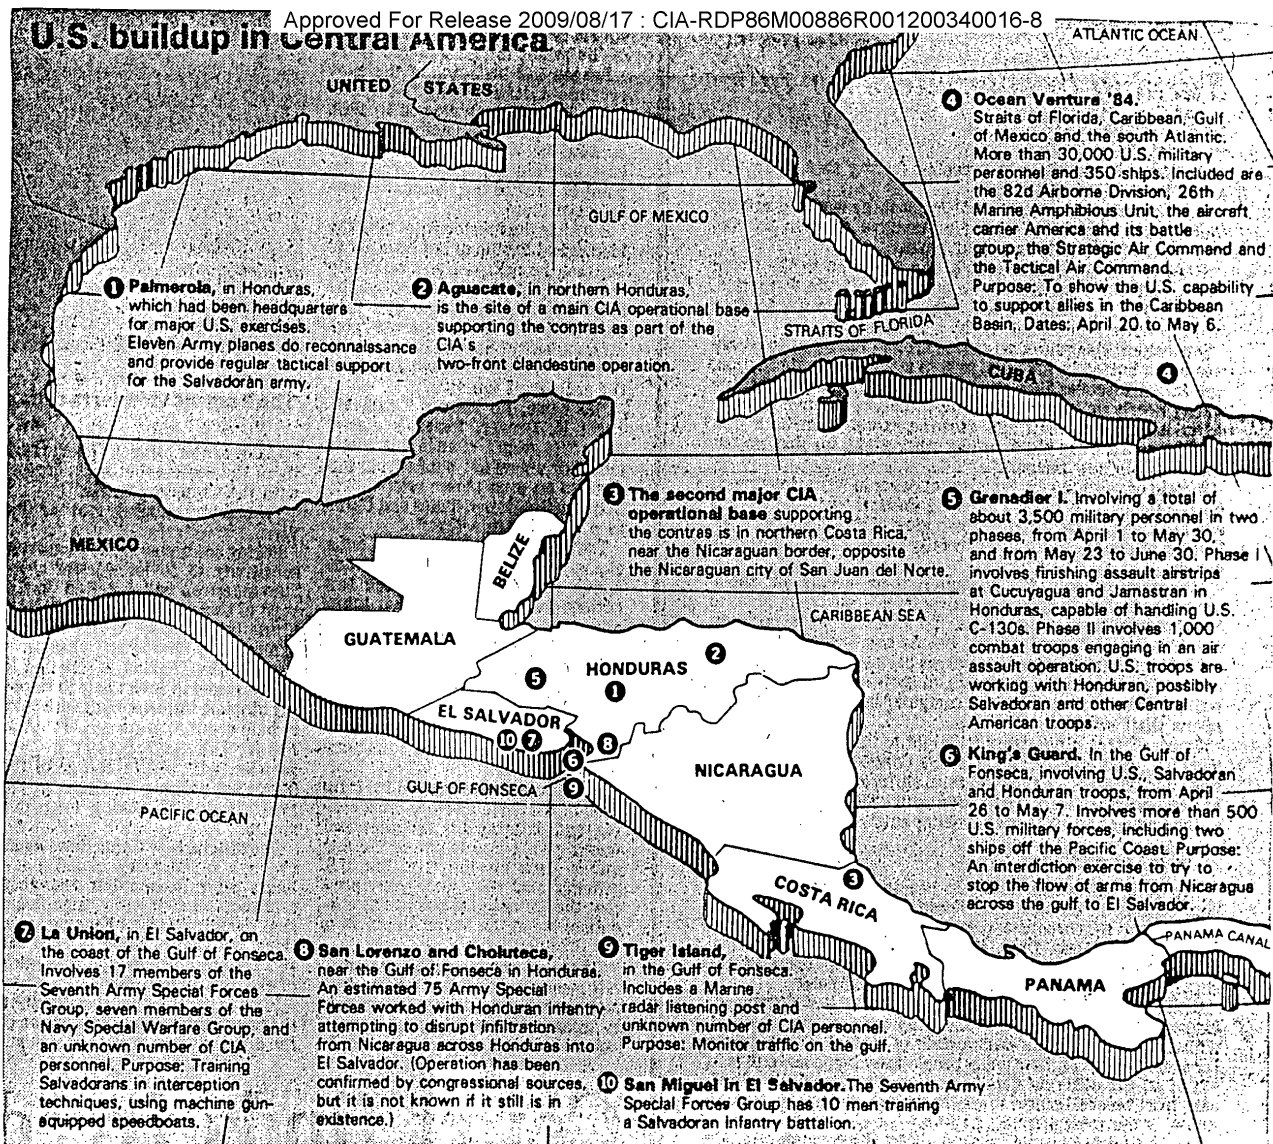 Approved For Release 2009/08/17 : CIA-RDP86M00886R001200340016-8
U.S. buildup in Central America
ATLANTIC OCEAN
UNITED STATES
GULF OF MEXICO
STRAITS OF FLORIDA
CUBA
4
4 Ocean Venture '84.
Straits of Florida, Caribbean, Gulf
of Mexico and the south Atlantic.
More than 30,000 U.S. military
personnel and 350 ships. Included are
the 82d Airborne Division, 26th
Marine Amphibious Unit, the aircraft
carrier America and its battle
group, the Strategic Air Command and
the Tactical Air Command.
Purpose: To show the U.S. capability
to support allies in the Caribbean
Basin. Dates: April 20 to May 6.
1 Palmerola, in Honduras,
which had been headquarters
for major U.S. exercises.
Eleven Army planes do reconnaissance
and provide regular tactical support
for the Salvadoran army.
2 Aguacate, in northern Honduras,
is the site of a main CIA operational base
supporting the contras as part of the
CIA's
two-front clandestine operation.
3 The second major CIA
operational base supporting
the contras is in northern Costa Rica,
near the Nicaraguan border, opposite
the Nicaraguan city of San Juan del Norte.
5 Grenadier I. Involving a total of
about 3,500 military personnel in two
phases, from April 1 to May 30,
and from May 23 to June 30. Phase I
involves finishing assault airstrips
at Cucuyagua and Jamastran in
Honduras, capable of handling U.S.
C-130s. Phase II involves 1,000
combat troops engaging in an air
assault operation. U.S. troops are
working with Honduran, possibly
Salvadoran and other Central
American troops.
MEXICO
BELIZE
CARIBBEAN SEA
GUATEMALA
HONDURAS
2
5
1
EL SALVADOR
10 7
8
6
9
GULF OF FONSECA
NICARAGUA
PACIFIC OCEAN
6 King's Guard. In the Gulf of
Fonseca, involving U.S., Salvadoran
and Honduran troops, from April
26 to May 7. Involves more than 500
U.S. military forces, including two
ships off the Pacific Coast. Purpose:
An interdiction exercise to try to
stop the flow of arms from Nicaragua
across the gulf to El Salvador.
3
COSTA RICA
PANAMA CANAL
PANAMA
7 La Union, in El Salvador, on
the coast of the Gulf of Fonseca.
Involves 17 members of the
Seventh Army Special Forces
Group, seven members of the
Navy Special Warfare Group, and
an unknown number of CIA
personnel. Purpose: Training
Salvadorans in interception
techniques, using machine gun-
equipped speedboats.
8 San Lorenzo and Choluteca,
near the Gulf of Fonseca in Honduras.
An estimated 75 Army Special
Forces worked with Honduran infantry
attempting to disrupt infiltration
from Nicaragua across Honduras into
El Salvador. (Operation has been
confirmed by congressional sources,
but it is not known if it still is in
existence.)
9 Tiger Island,
in the Gulf of Fonseca.
Includes a Marine
radar listening post and
unknown number of CIA personnel.
Purpose: Monitor traffic on the gulf.
10 San Miguel in El Salvador. The Seventh Army
Special Forces Group has 10 men training
a Salvadoran infantry battalion.